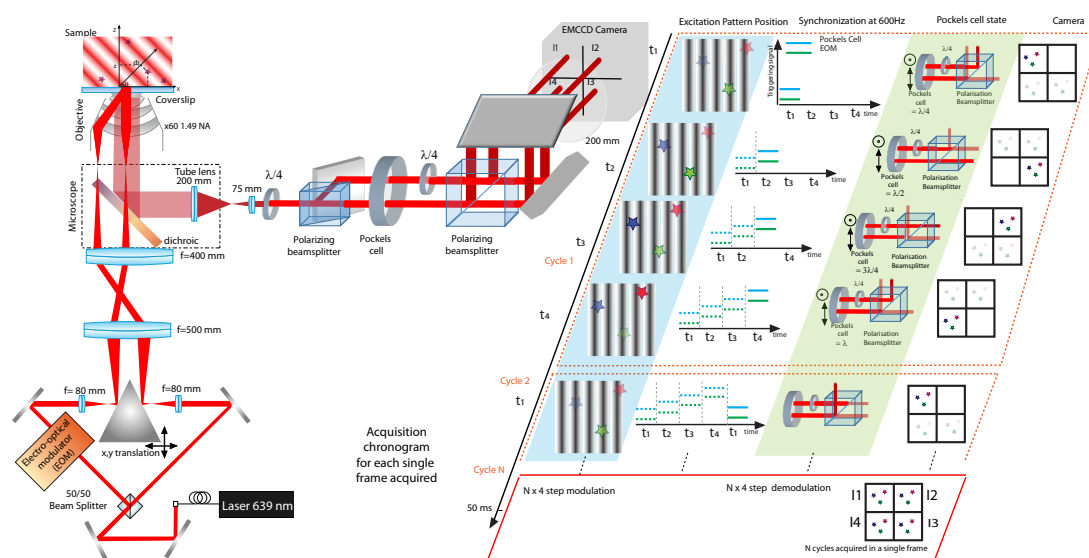 Sample
z
z
x
Coverslip
Objective
x60 1.49 NA
Microscope
Tube lens
200 mm
75 mm
dichroic
f=400 mm
f=500 mm
f= 80 mm
f=80 mm
Electro-optical
modulator
(EOM)
x,y translation
50/50
Beam Splitter
Laser 639 nm
λ/4
Polarizing
beamsplitter
Pockels
cell
λ/4
Polarizing
beamsplitter
200 mm
EMCCD Camera
I1
I2
I4
I3
Acquisition
chronogram
for each single
frame acquired
Excitation Pattern Position
Synchronization at 600Hz
Pockels cell state
Camera
Pockels Cell
EOM
Triggering signal
t1
t1 t2 t3 t4 time
λ/4
Pockels
cell
= λ/4
Polarisation
Beamsplitter
t2
t1 t2 t3 t4 time
λ/4
Pockels
cell
= λ/2
Polarisation
Beamsplitter
t3
Cycle 1
t1 t2 t4 time
λ/4
Pockels
cell
= 3λ/4
Polarisation
Beamsplitter
t4
t1 t2 t3 t4 time
λ/4
Pockels
cell
= λ
Polarisation
Beamsplitter
Cycle 2
t1
t1 t2 t3 t4 t1 time
Cycle N
50 ms
N x 4 step modulation
N x 4 step demodulation
I1
I2
I4
I3
N cycles acquired in a single frame